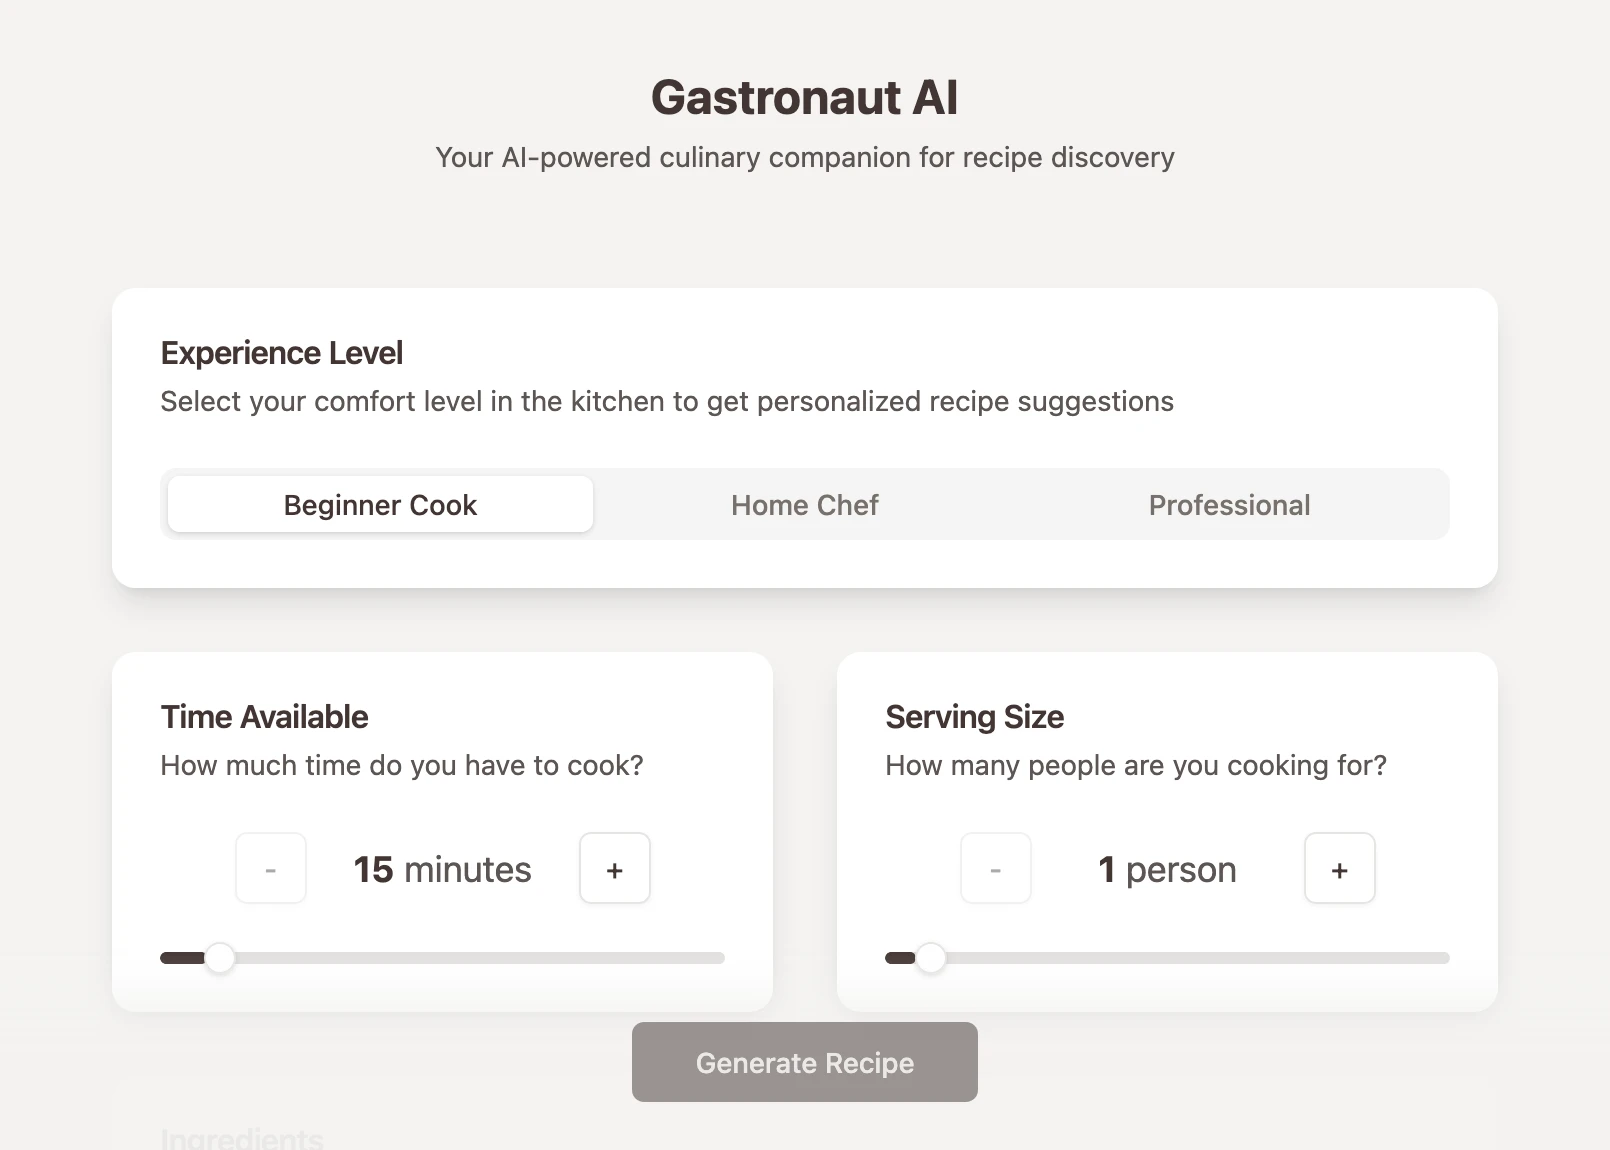 Gastronaut AI
Your AI-powered culinary companion for recipe discovery
Experience Level
Select your comfort level in the kitchen to get personalized recipe suggestions
Beginner Cook
Home Chef
Professional
Time Available
How much time do you have to cook?
-
15 minutes
+
Serving Size
How many people are you cooking for?
-
1 person
+
Generate Recipe
Ingredients